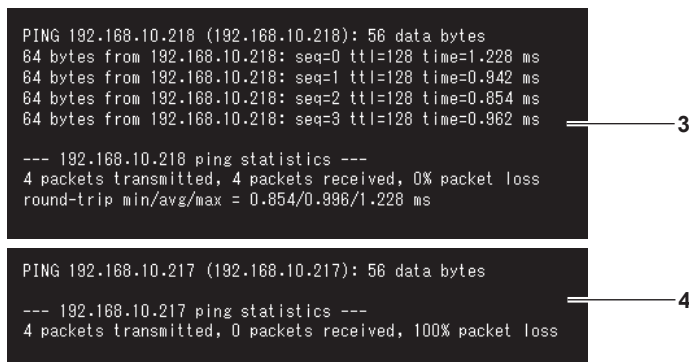 PING 192.168.10.218 (192.168.10.218): 56 data bytes
64 bytes from 192.168.10.218: seq=0 ttl=128 time=1.228 ms
64 bytes from 192.168.10.218: seq=1 ttl=128 time=0.942 ms
64 bytes from 192.168.10.218: seq=2 ttl=128 time=0.854 ms
64 bytes from 192.168.10.218: seq=3 ttl=128 time=0.962 ms
3
--- 192.168.10.218 ping statistics ---
4 packets transmitted, 4 packets received, 0% packet loss
round-trip min/avg/max = 0.854/0.996/1.228 ms
PING 192.168.10.217 (192.168.10.217): 56 data bytes
4
--- 192.168.10.217 ping statistics ---
4 packets transmitted, 0 packets received, 100% packet loss